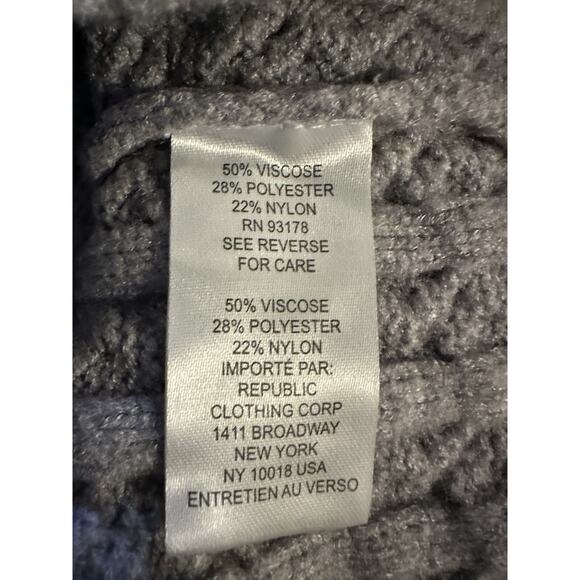 50% VISCOSE
28% POLYESTER
22% NYLON
RN 93178
SEE REVERSE
FOR CARE
50% VISCOSE
28% POLYESTER
22% NYLON
IMPORTÉ PAR:
REPUBLIC
CLOTHING CORP
1411 BROADWAY
NEW YORK
NY 10018 USA
ENTRETIEN AU VERSO